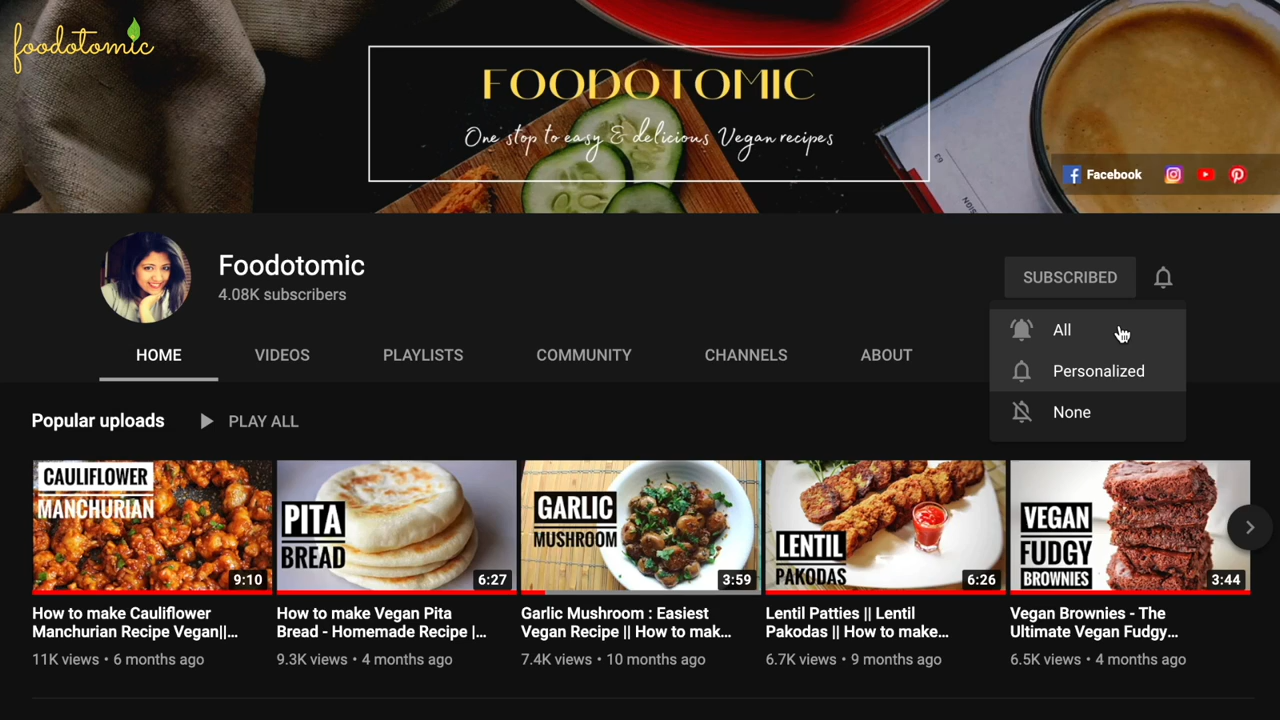 foodotomic
FOODOTOMIC
One stop to easy & delicious Vegan recipes
Facebook
Foodotomic
4.08K subscribers
SUBSCRIBED
All
Personalized
None
HOME VIDEOS PLAYLISTS COMMUNITY CHANNELS ABOUT
Popular uploads PLAY ALL
CAULIFLOWER
MANCHURIAN
9:10
PITA
BREAD
6:27
GARLIC
MUSHROOM
3:59
LENTIL
PAKODAS
6:26
VEGAN
FUDGY
BROWNIES
3:44
How to make Cauliflower
Manchurian Recipe Vegan||...
11K views • 6 months ago
How to make Vegan Pita
Bread - Homemade Recipe |...
9.3K views • 4 months ago
Garlic Mushroom : Easiest
Vegan Recipe || How to mak...
7.4K views • 10 months ago
Lentil Patties || Lentil
Pakodas || How to make...
6.7K views • 9 months ago
Vegan Brownies - The
Ultimate Vegan Fudgy...
6.5K views • 4 months ago